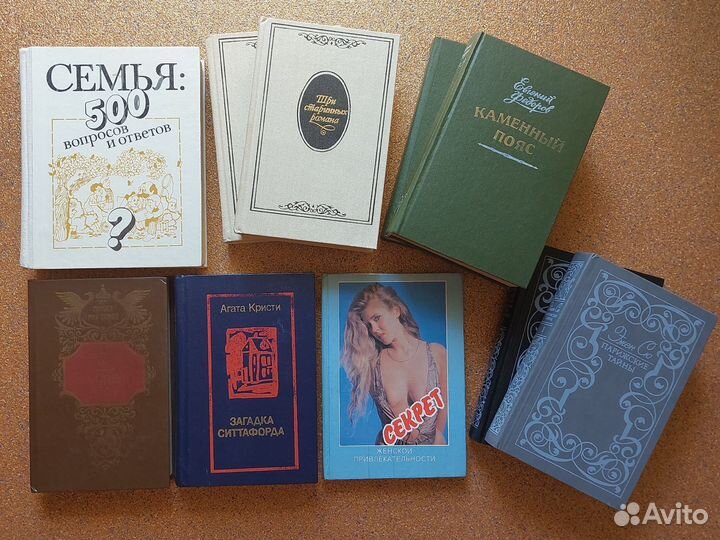 СЕМЬЯ:
500
вопросов
и ответов
?
Три
старинных
романа
Евгений
Федоров
КАМЕННЫЙ
ПОЯС
Агата Кристи
ЗАГАДКА
СИТТАФОРДА
СЕКРЕТ
ЖЕНСКОЙ
ПРИВЛЕКАТЕЛЬНОСТИ
Эжен Сю
ПАРИЖСКИЕ
ТАЙНЫ
Avito